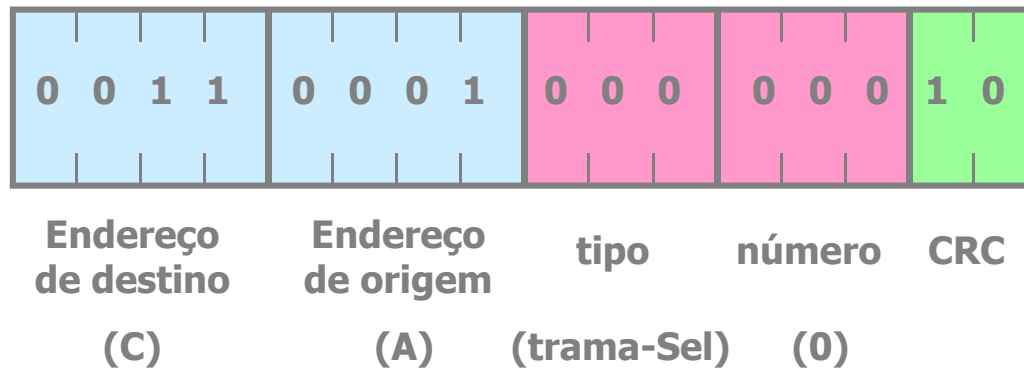 0 0 1 1 0 0 0 1 0 0 0 0 0 0 1 0
Endereço de destino Endereço de origem tipo número CRC
(C) (A) (trama-Sel) (0)